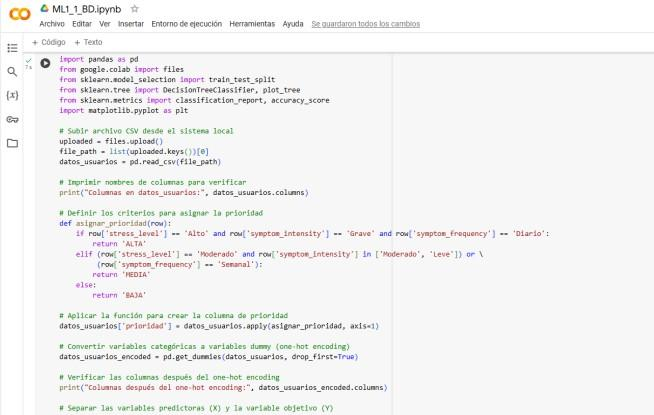 ML1_1_BD.ipynb
Archivo Editar Ver Insertar Entorno de ejecución Herramientas Ayuda Se guardaron todos los cambios
+ Código + Texto
7 s
import pandas as pd
from google.colab import files
from sklearn.model_selection import train_test_split
from sklearn.tree import DecisionTreeClassifier, plot_tree
from sklearn.metrics import classification_report, accuracy_score
import matplotlib.pyplot as plt
# Subir archivo CSV desde el sistema local
uploaded = files.upload()
file_path = list(uploaded.keys())[0]
datos_usuarios = pd.read_csv(file_path)
# Imprimir nombres de columnas para verificar
print("Columnas en datos_usuarios:", datos_usuarios.columns)
# Definir los criterios para asignar la prioridad
def asignar_prioridad(row):
    if row['stress_level'] == 'Alto' and row['symptom_intensity'] == 'Grave' and row['symptom_frequency'] == 'Diario':
        return 'ALTA'
    elif (row['stress_level'] == 'Moderado' and row['symptom_intensity'] in ['Moderado', 'Leve']) or \
         (row['symptom_frequency'] == 'Semanal'):
        return 'MEDIA'
    else:
        return 'BAJA'
# Aplicar la función para crear la columna de prioridad
datos_usuarios['prioridad'] = datos_usuarios.apply(asignar_prioridad, axis=1)
# Convertir variables categóricas a variables dummy (one-hot encoding)
datos_usuarios_encoded = pd.get_dummies(datos_usuarios, drop_first=True)
# Verificar las columnas después del one-hot encoding
print("Columnas después del one-hot encoding:", datos_usuarios_encoded.columns)
# Separar las variables predictoras (X) y la variable objetivo (Y)